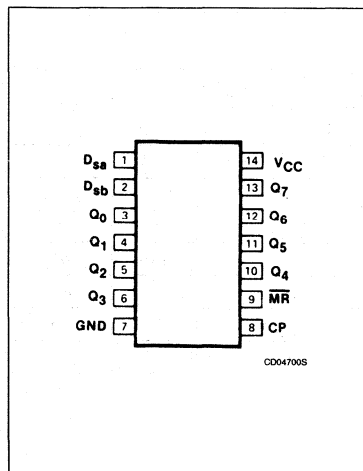 Dsa 1 14 VCC
Dsb 2 13 Q7
Q0 3 12 Q6
Q1 4 11 Q5
Q2 5 10 Q4
Q3 6 9 M̅R̅
GND 7 8 CP
CD04700S